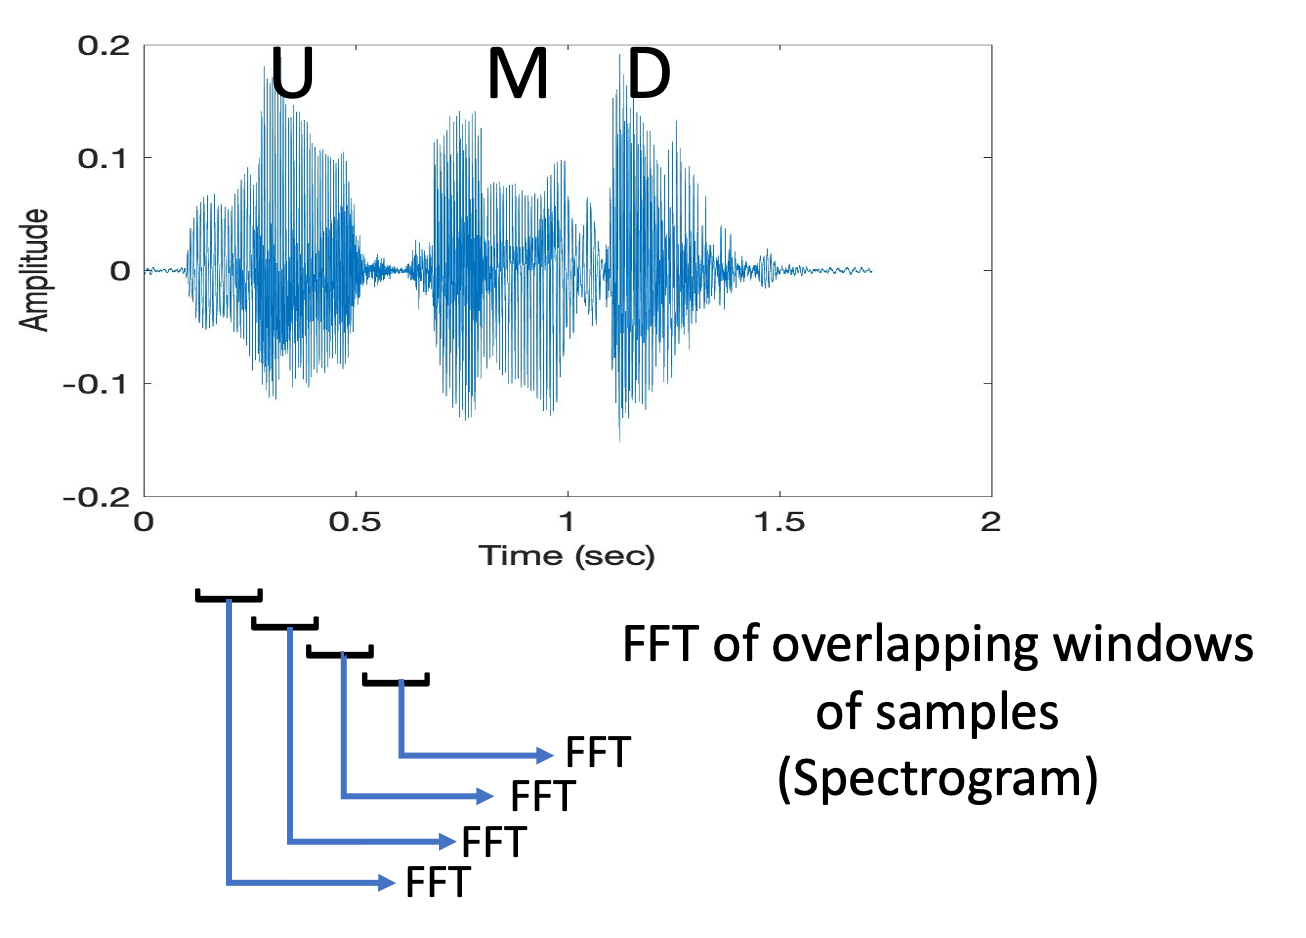 U M D
0.2
0.1
0
-0.1
-0.2
Amplitude
0 0.5 1 1.5 2
Time (sec)
FFT of overlapping windows
of samples
(Spectrogram)
FFT
FFT
FFT
FFT